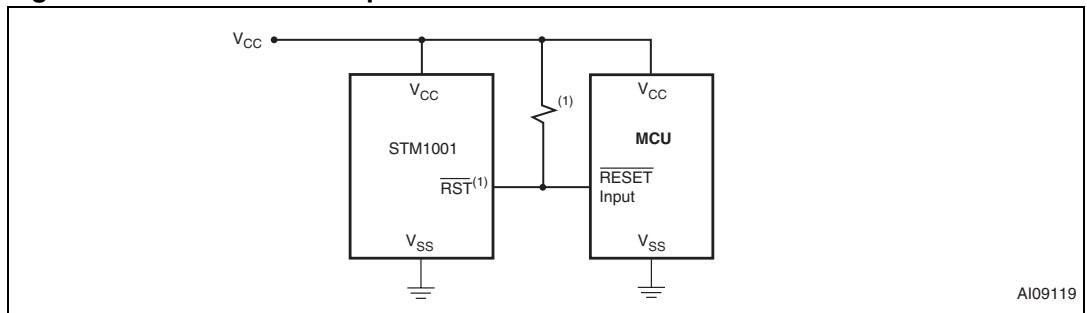 VCC
VCC
STM1001
RST(1)
VSS
(1)
VCC
MCU
RESET
Input
VSS
AI09119